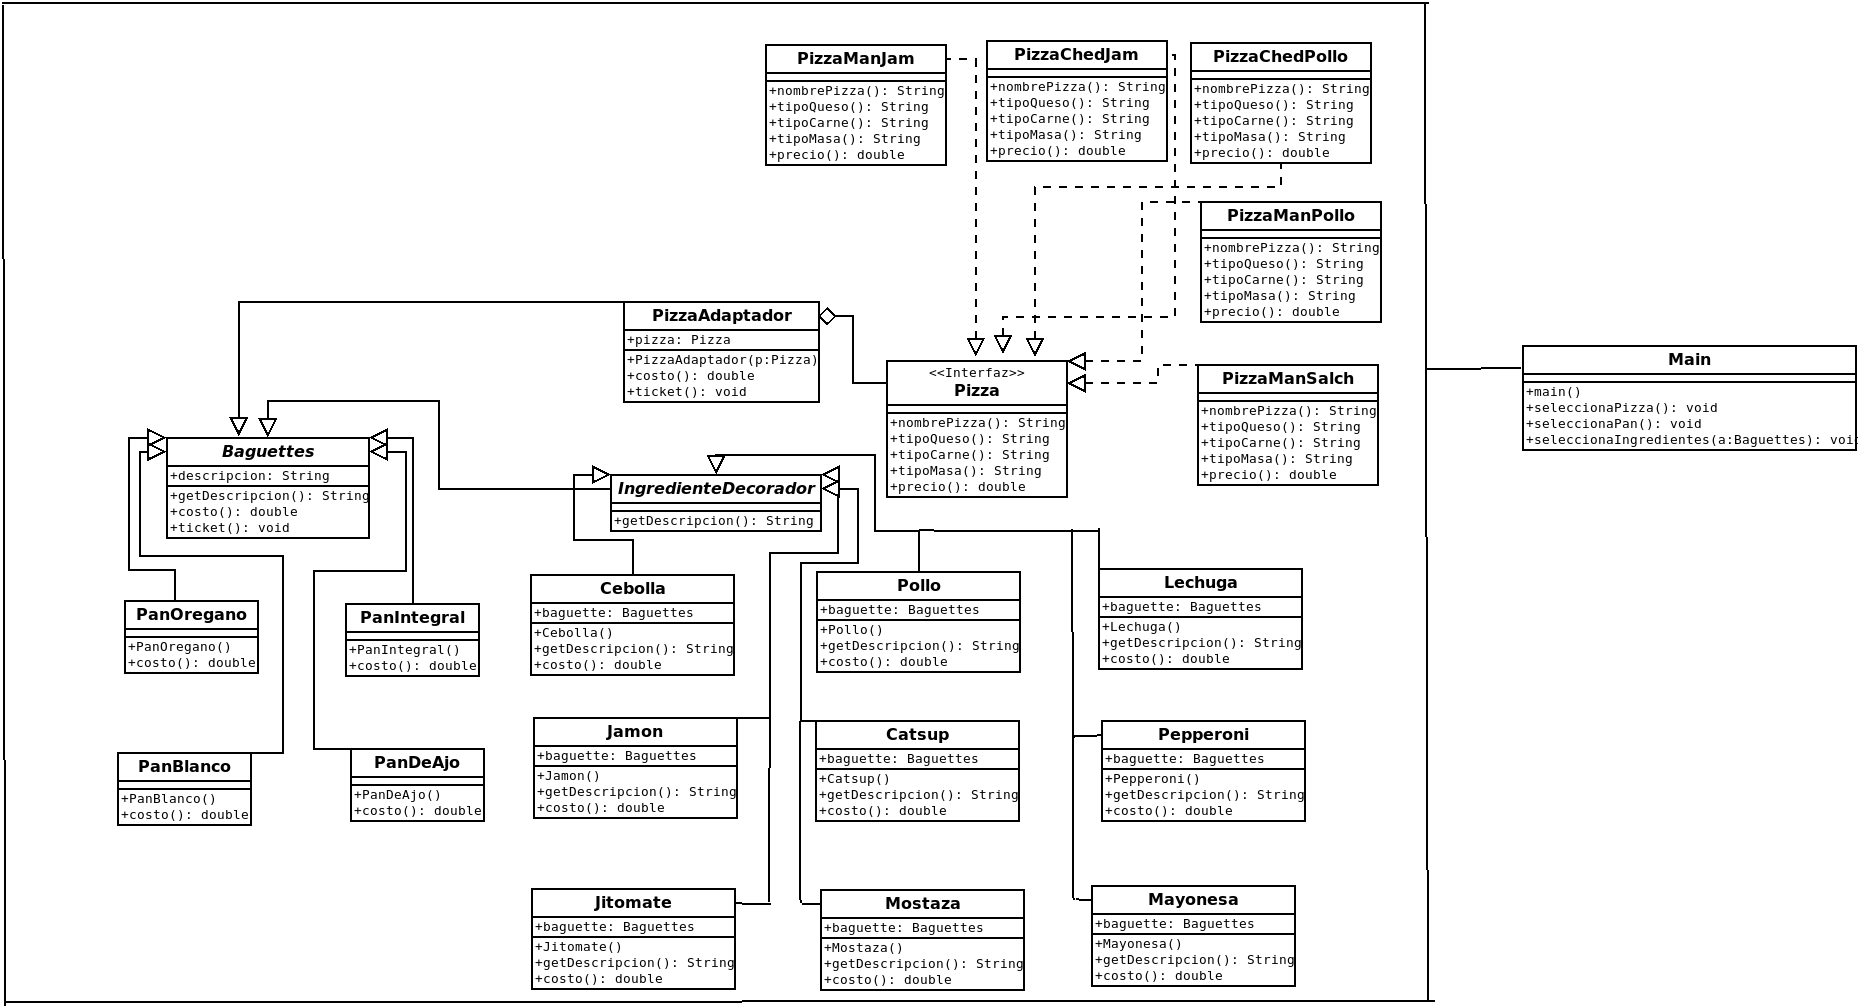 PizzaManJam
+nombrePizza(): String
+tipoQueso(): String
+tipoCarne(): String
+tipoMasa(): String
+precio(): double
PizzaChedJam
+nombrePizza(): String
+tipoQueso(): String
+tipoCarne(): String
+tipoMasa(): String
+precio(): double
PizzaChedPollo
+nombrePizza(): String
+tipoQueso(): String
+tipoCarne(): String
+tipoMasa(): String
+precio(): double
PizzaManPollo
+nombrePizza(): String
+tipoQueso(): String
+tipoCarne(): String
+tipoMasa(): String
+precio(): double
PizzaAdaptador
+pizza: Pizza
+PizzaAdaptador(p:Pizza)
+costo(): double
+ticket(): void
<<Interfaz>>
Pizza
+nombrePizza(): String
+tipoQueso(): String
+tipoCarne(): String
+tipoMasa(): String
+precio(): double
PizzaManSalch
+nombrePizza(): String
+tipoQueso(): String
+tipoCarne(): String
+tipoMasa(): String
+precio(): double
Main
+main()
+seleccionaPizza(): void
+seleccionaPan(): void
+seleccionaIngredientes(a:Baguettes): voi
Baguettes
+descripcion: String
+getDescripcion(): String
+costo(): double
+ticket(): void
IngredienteDecorador
+getDescripcion(): String
PanOregano
+PanOregano()
+costo(): double
PanIntegral
+PanIntegral()
+costo(): double
Cebolla
+baguette: Baguettes
+Cebolla()
+getDescripcion(): String
+costo(): double
Pollo
+baguette: Baguettes
+Pollo()
+getDescripcion(): String
+costo(): double
Lechuga
+baguette: Baguettes
+Lechuga()
+getDescripcion(): String
+costo(): double
PanBlanco
+PanBlanco()
+costo(): double
PanDeAjo
+PanDeAjo()
+costo(): double
Jamon
+baguette: Baguettes
+Jamon()
+getDescripcion(): String
+costo(): double
Catsup
+baguette: Baguettes
+Catsup()
+getDescripcion(): String
+costo(): double
Pepperoni
+baguette: Baguettes
+Pepperoni()
+getDescripcion(): String
+costo(): double
Jitomate
+baguette: Baguettes
+Jitomate()
+getDescripcion(): String
+costo(): double
Mostaza
+baguette: Baguettes
+Mostaza()
+getDescripcion(): String
+costo(): double
Mayonesa
+baguette: Baguettes
+Mayonesa()
+getDescripcion(): String
+costo(): double